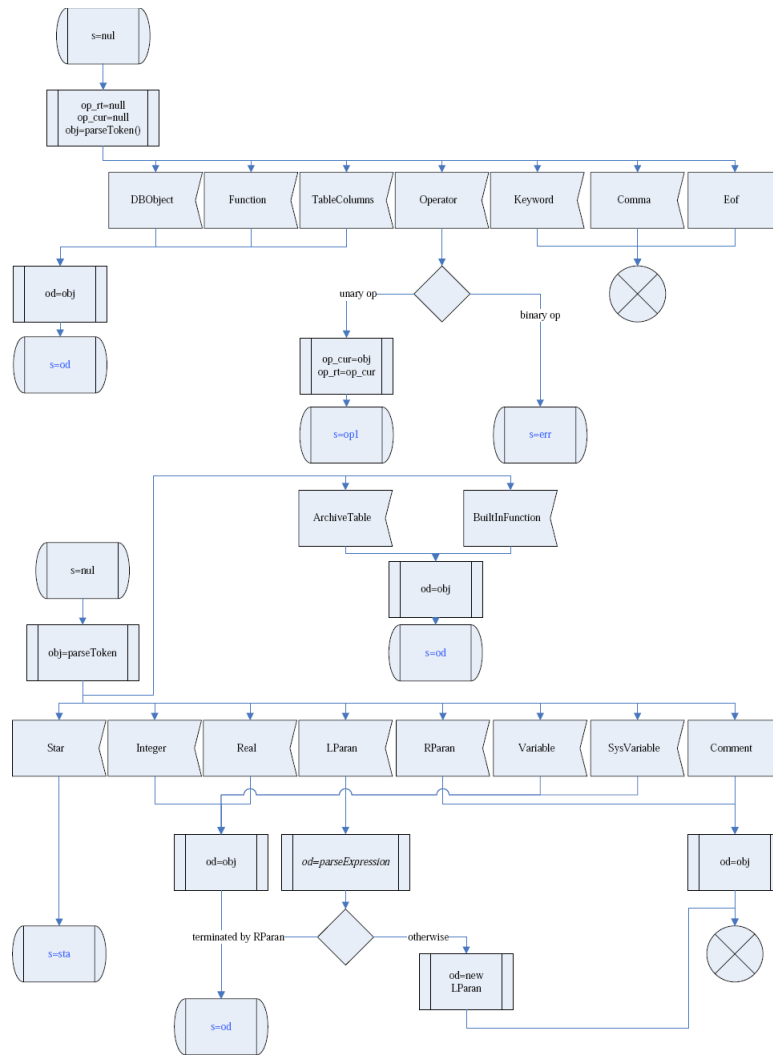 s=nul
op_rt=null
op_cur=null
obj=parseToken()
DBObject
Function
TableColumns
Operator
Keyword
Comma
Eof
od=obj
unary op
binary op
s=od
op_cur=obj
op_rt=op_cur
s=op1
s=err
ArchiveTable
BuiltInFunction
s=nul
od=obj
obj=parseToken
s=od
Star
Integer
Real
LParan
RParan
Variable
SysVariable
Comment
od=obj
od=parseExpression
od=obj
terminated by RParan
otherwise
s=sta
od=new
LParan
s=od